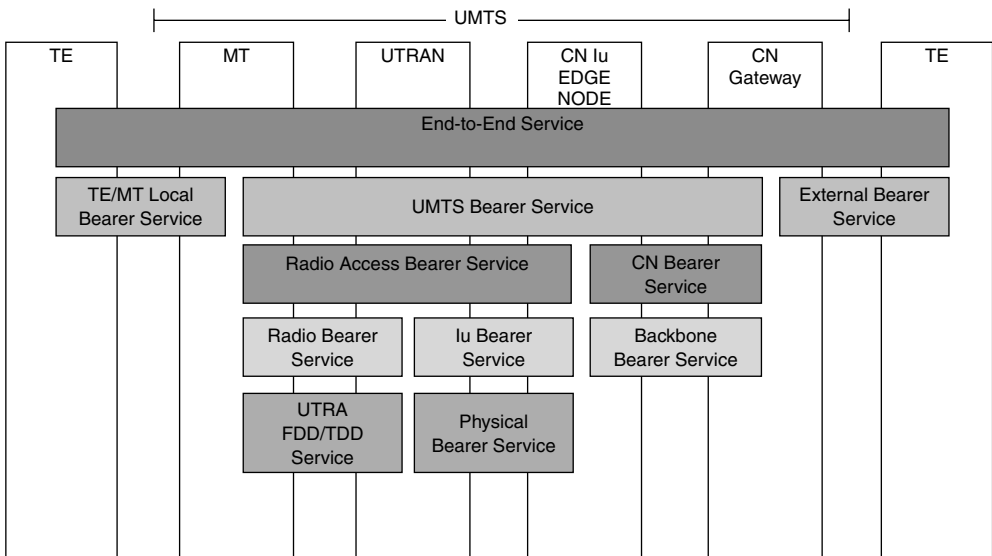 UMTS
TE
MT
UTRAN
CN Iu
EDGE
NODE
CN
Gateway
TE
End-to-End Service
TE/MT Local
Bearer Service
UMTS Bearer Service
External Bearer
Service
Radio Access Bearer Service
CN Bearer
Service
Radio Bearer
Service
Iu Bearer
Service
Backbone
Bearer Service
UTRA
FDD/TDD
Service
Physical
Bearer Service